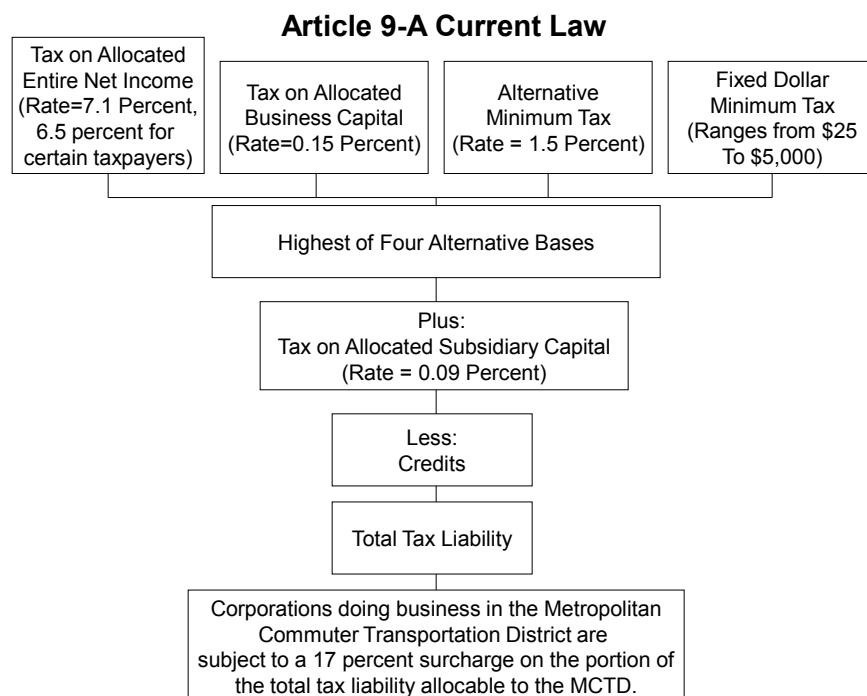 Article 9-A Current Law
Tax on Allocated
Entire Net Income
(Rate=7.1 Percent,
6.5 percent for
certain taxpayers)
Tax on Allocated
Business Capital
(Rate=0.15 Percent)
Alternative
Minimum Tax
(Rate = 1.5 Percent)
Fixed Dollar
Minimum Tax
(Ranges from $25
To $5,000)
Highest of Four Alternative Bases
Plus:
Tax on Allocated Subsidiary Capital
(Rate = 0.09 Percent)
Less:
Credits
Total Tax Liability
Corporations doing business in the Metropolitan
Commuter Transportation District are
subject to a 17 percent surcharge on the portion of
the total tax liability allocable to the MCTD.